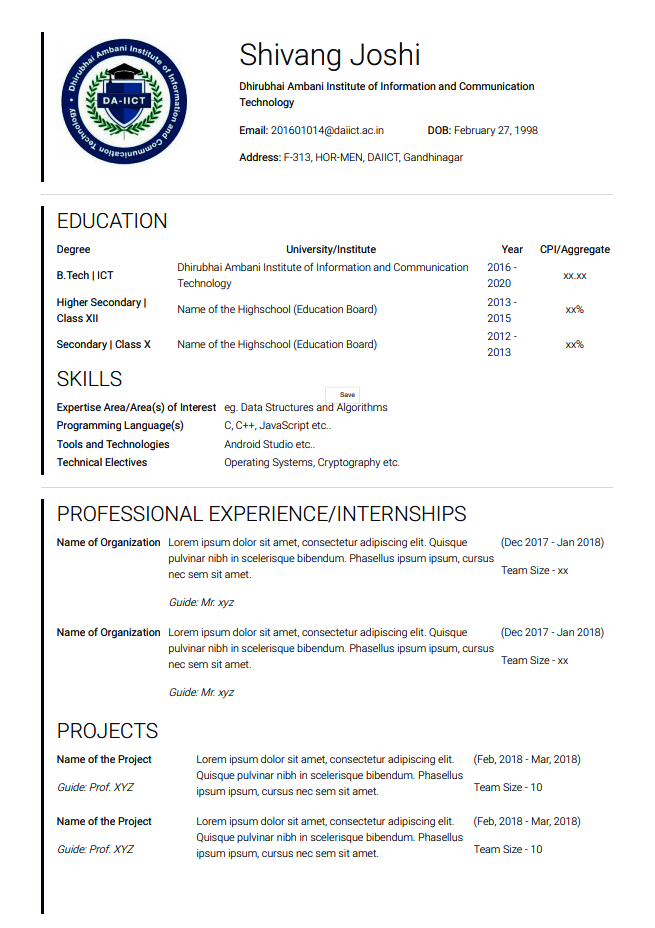 Dhirubhai Ambani Institute of Information and Communication Technology
DA-IICT
Shivang Joshi
Dhirubhai Ambani Institute of Information and Communication
Technology
Email: 201601014@daiict.ac.in DOB: February 27, 1998
Address: F-313, HOR-MEN, DAIICT, Gandhinagar
EDUCATION
Degree University/Institute Year CPI/Aggregate
B.Tech | ICT Dhirubhai Ambani Institute of Information and Communication Technology 2016 - 2020 xx.xx
Higher Secondary | Class XII Name of the Highschool (Education Board) 2013 - 2015 xx%
Secondary | Class X Name of the Highschool (Education Board) 2012 - 2013 xx%
SKILLS
Save
Expertise Area/Area(s) of Interest eg. Data Structures and Algorithms
Programming Language(s) C, C++, JavaScript etc..
Tools and Technologies Android Studio etc..
Technical Electives Operating Systems, Cryptography etc.
PROFESSIONAL EXPERIENCE/INTERNSHIPS
Name of Organization Lorem ipsum dolor sit amet, consectetur adipiscing elit. Quisque (Dec 2017 - Jan 2018)
pulvinar nibh in scelerisque bibendum. Phasellus ipsum ipsum, cursus
nec sem sit amet. Team Size - xx
Guide: Mr. xyz
Name of Organization Lorem ipsum dolor sit amet, consectetur adipiscing elit. Quisque (Dec 2017 - Jan 2018)
pulvinar nibh in scelerisque bibendum. Phasellus ipsum ipsum, cursus
nec sem sit amet. Team Size - xx
Guide: Mr. xyz
PROJECTS
Name of the Project Lorem ipsum dolor sit amet, consectetur adipiscing elit. (Feb, 2018 - Mar, 2018)
Quisque pulvinar nibh in scelerisque bibendum. Phasellus
Guide: Prof. XYZ ipsum ipsum, cursus nec sem sit amet. Team Size - 10
Name of the Project Lorem ipsum dolor sit amet, consectetur adipiscing elit. (Feb, 2018 - Mar, 2018)
Quisque pulvinar nibh in scelerisque bibendum. Phasellus
Guide: Prof. XYZ ipsum ipsum, cursus nec sem sit amet. Team Size - 10